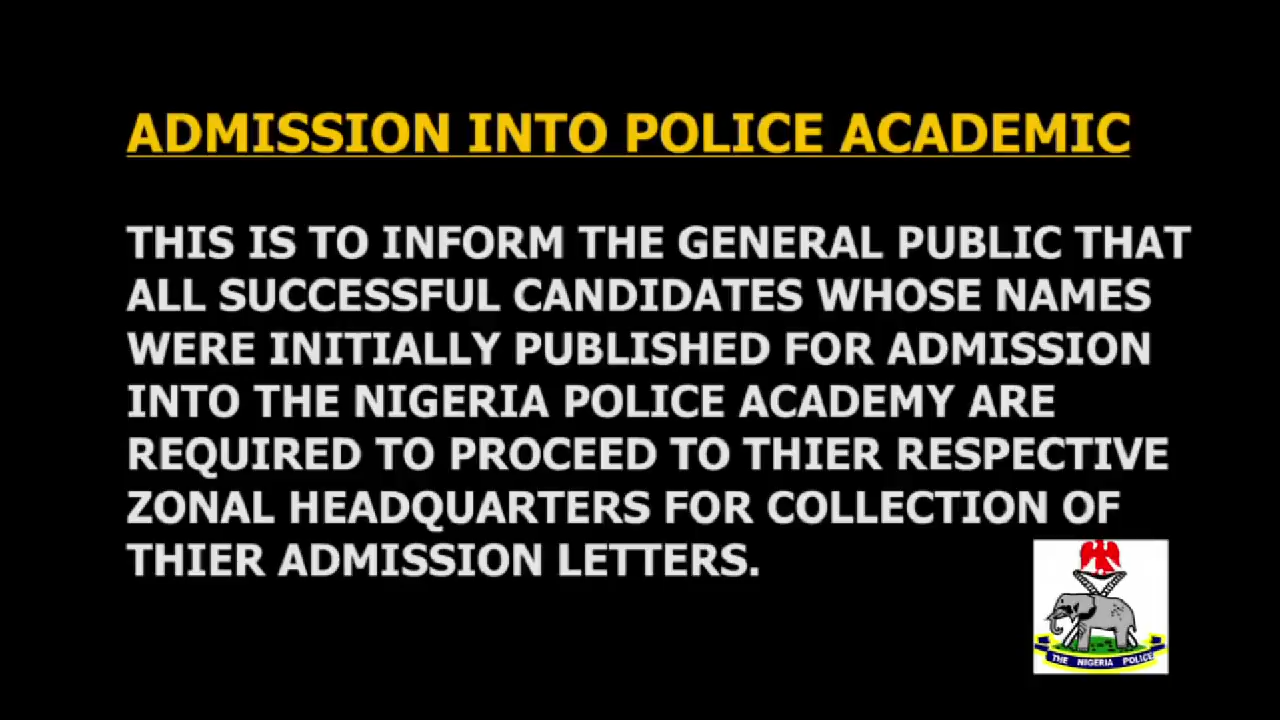 ADMISSION INTO POLICE ACADEMIC
THIS IS TO INFORM THE GENERAL PUBLIC THAT
ALL SUCCESSFUL CANDIDATES WHOSE NAMES
WERE INITIALLY PUBLISHED FOR ADMISSION
INTO THE NIGERIA POLICE ACADEMY ARE
REQUIRED TO PROCEED TO THIER RESPECTIVE
ZONAL HEADQUARTERS FOR COLLECTION OF
THIER ADMISSION LETTERS.
THE NIGERIA POLICE